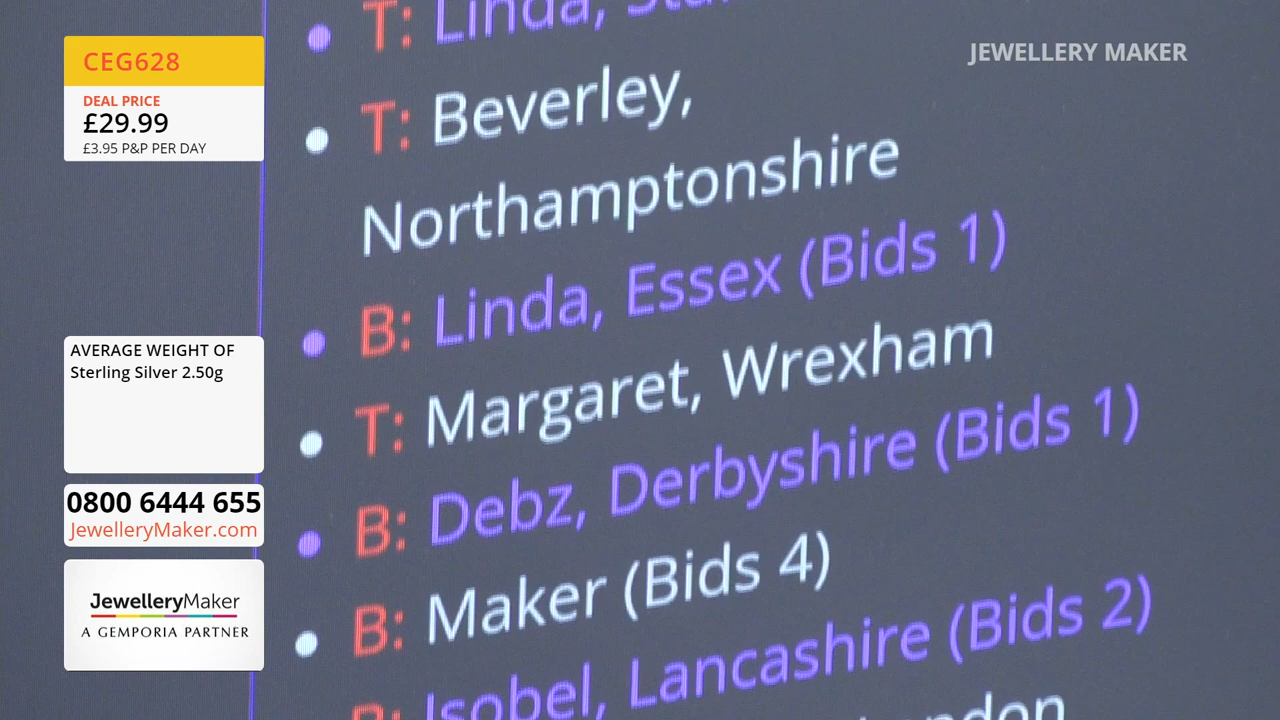 CEG628
DEAL PRICE
£29.99
£3.95 P&P PER DAY
AVERAGE WEIGHT OF
Sterling Silver 2.50g
0800 6444 655
JewelleryMaker.com
JewelleryMaker
A GEMPORIA PARTNER
JEWELLERY MAKER
T: Linda,
T: Beverley,
Northamptonshire
B: Linda, Essex (Bids 1)
T: Margaret, Wrexham
B: Debz, Derbyshire (Bids 1)
B: Maker (Bids 4)
B: Isobel, Lancashire (Bids 2)